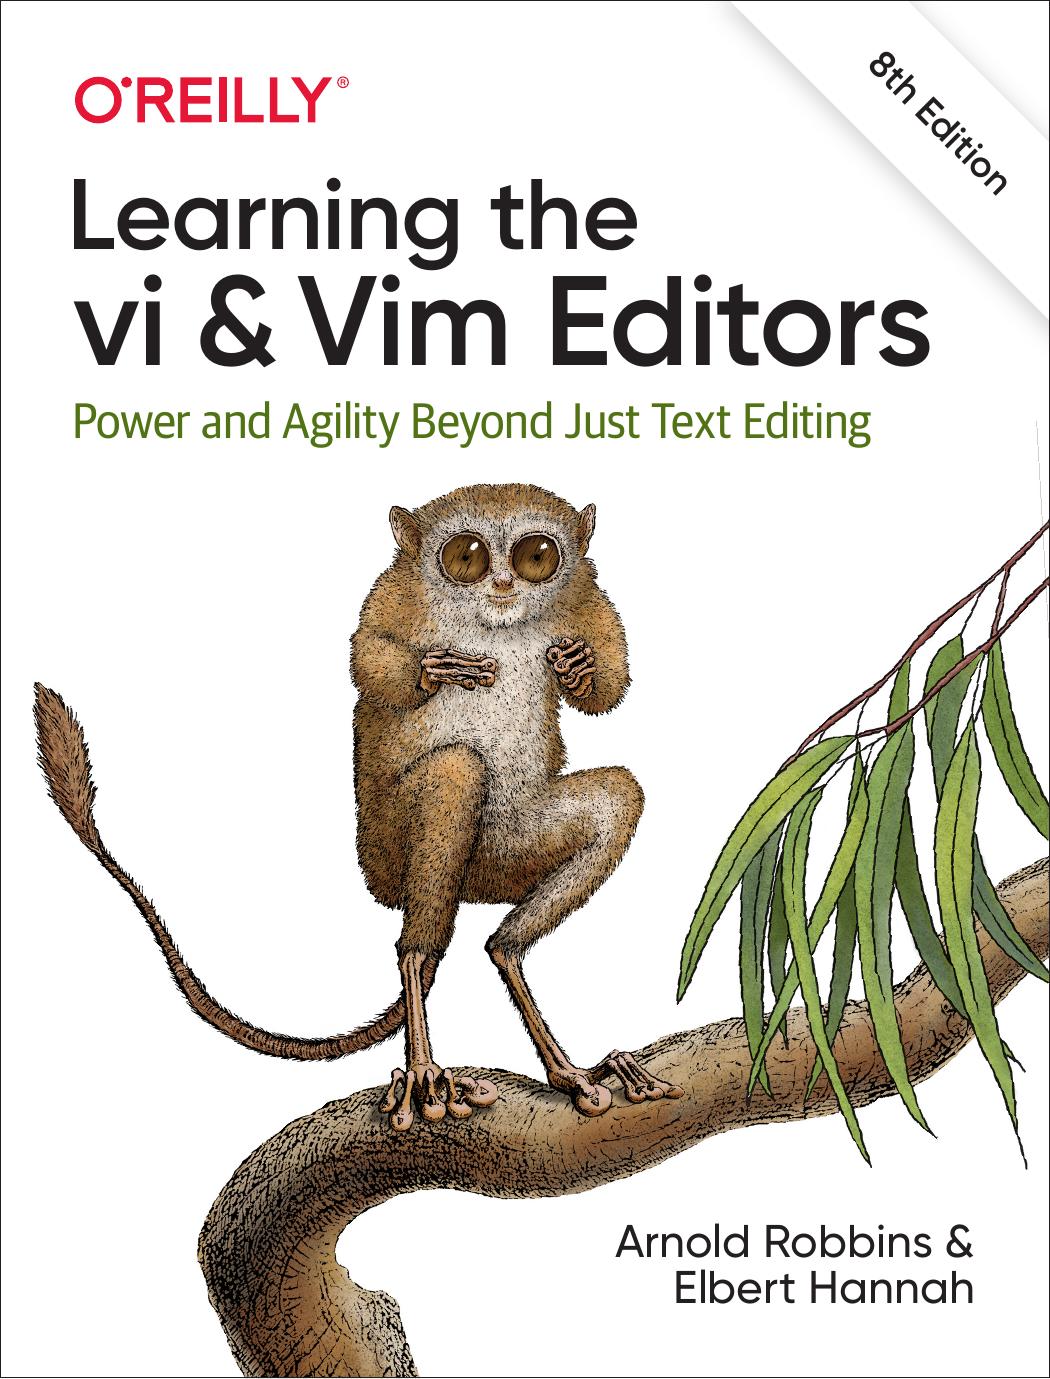 O'REILLY®
8th Edition
Learning the
vi & Vim Editors
Power and Agility Beyond Just Text Editing
Arnold Robbins &
Elbert Hannah